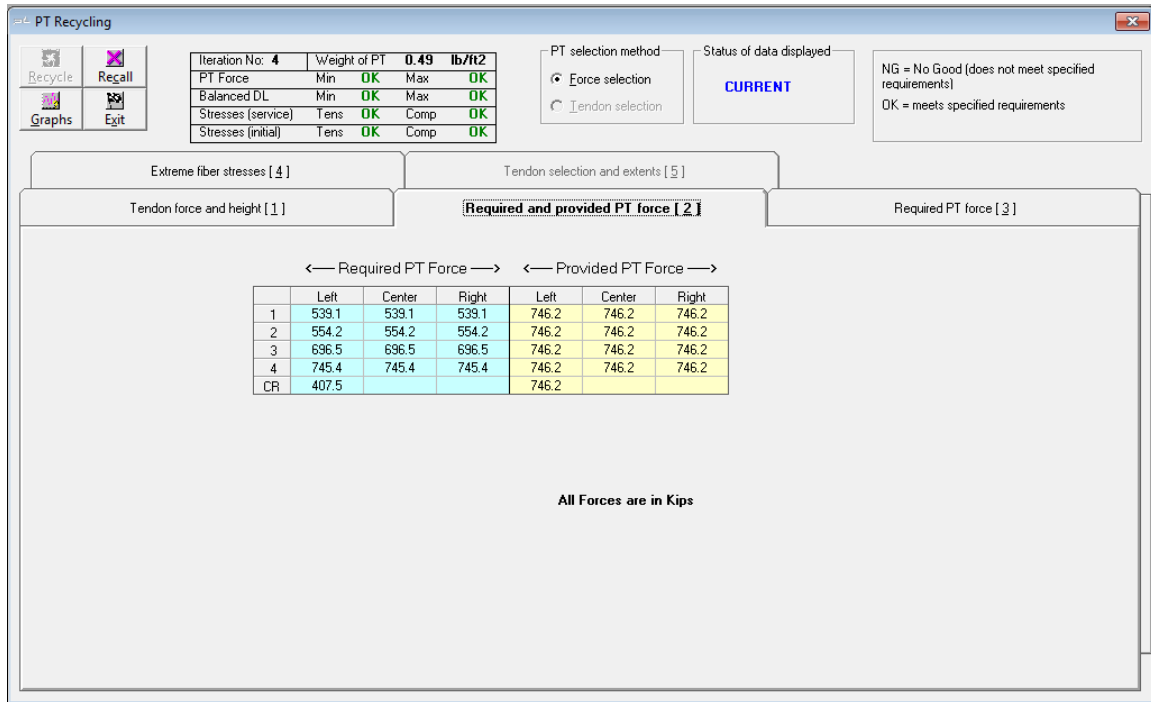 PT Recycling
Recycle Recall
Graphs Exit
Iteration No: 4 Weight of PT 0.49 lb/ft2
PT Force Min OK Max OK
Balanced DL Min OK Max OK
Stresses (service) Tens OK Comp OK
Stresses (initial) Tens OK Comp OK
PT selection method
Force selection
Tendon selection
Status of data displayed
CURRENT
NG = No Good (does not meet specified
requirements)
OK = meets specified requirements
Extreme fiber stresses [ 4 ] Tendon selection and extents [ 5 ]
Tendon force and height [ 1 ] Required and provided PT force [ 2 ] Required PT force [ 3 ]
<── Required PT Force ──> <── Provided PT Force ──>
Left Center Right Left Center Right
1 539.1 539.1 539.1 746.2 746.2 746.2
2 554.2 554.2 554.2 746.2 746.2 746.2
3 696.5 696.5 696.5 746.2 746.2 746.2
4 745.4 745.4 745.4 746.2 746.2 746.2
CR 407.5 746.2
All Forces are in Kips